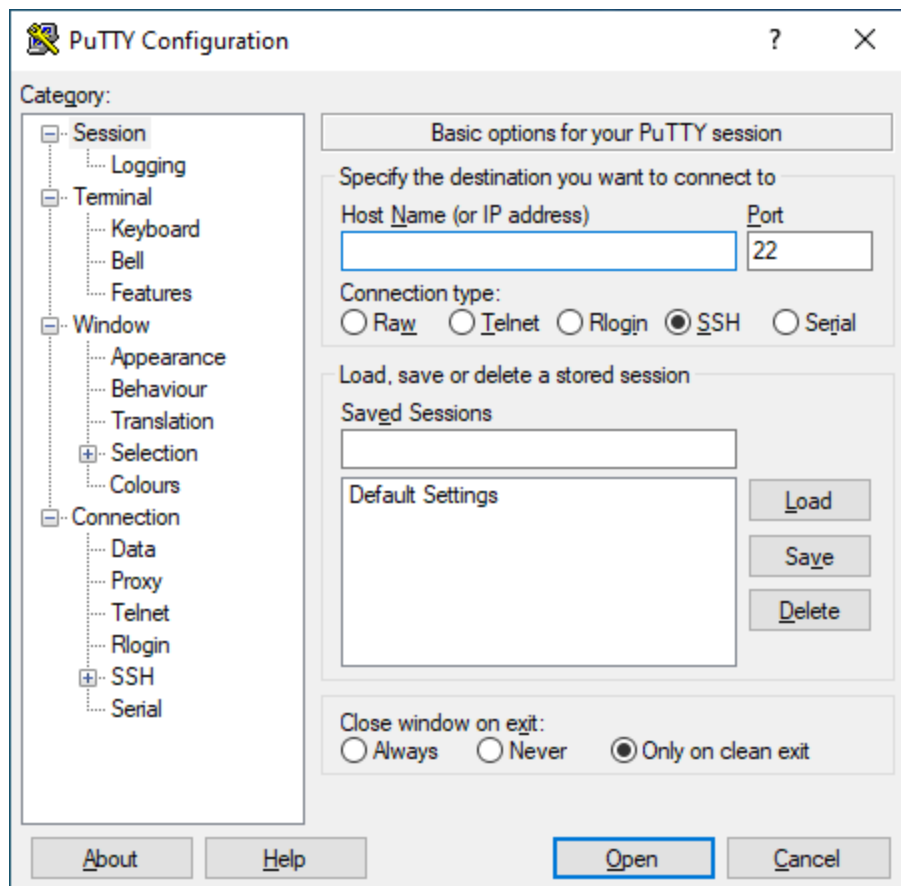 PuTTY Configuration ?
Category:
Session
Logging
Terminal
Keyboard
Bell
Features
Window
Appearance
Behaviour
Translation
Selection
Colours
Connection
Data
Proxy
Telnet
Rlogin
SSH
Serial
Basic options for your PuTTY session
Specify the destination you want to connect to
Host Name (or IP address) Port
22
Connection type:
Raw Telnet Rlogin SSH Serial
Load, save or delete a stored session
Saved Sessions
Default Settings
Load
Save
Delete
Close window on exit:
Always Never Only on clean exit
About Help Open Cancel